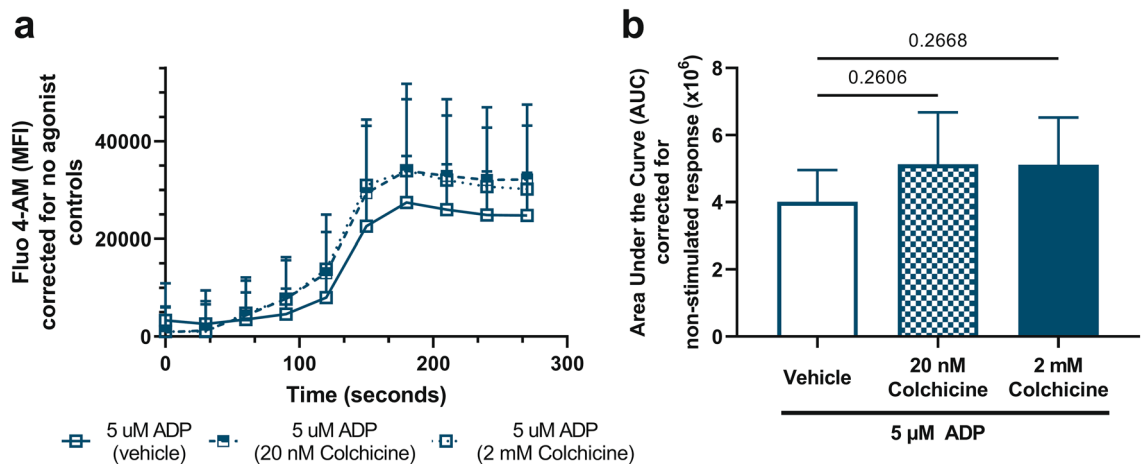 a
Fluo 4-AM (MFI)
corrected for no agonist
controls
40000
20000
0
0
100
200
300
Time (seconds)
5 uM ADP
(vehicle)
5 uM ADP
(20 nM Colchicine)
5 uM ADP
(2 mM Colchicine)
b
Area Under the Curve (AUC)
corrected for
non-stimulated response (x10⁶)
8
6
4
2
0
0.2668
0.2606
Vehicle
20 nM
Colchicine
2 mM
Colchicine
5 µM ADP